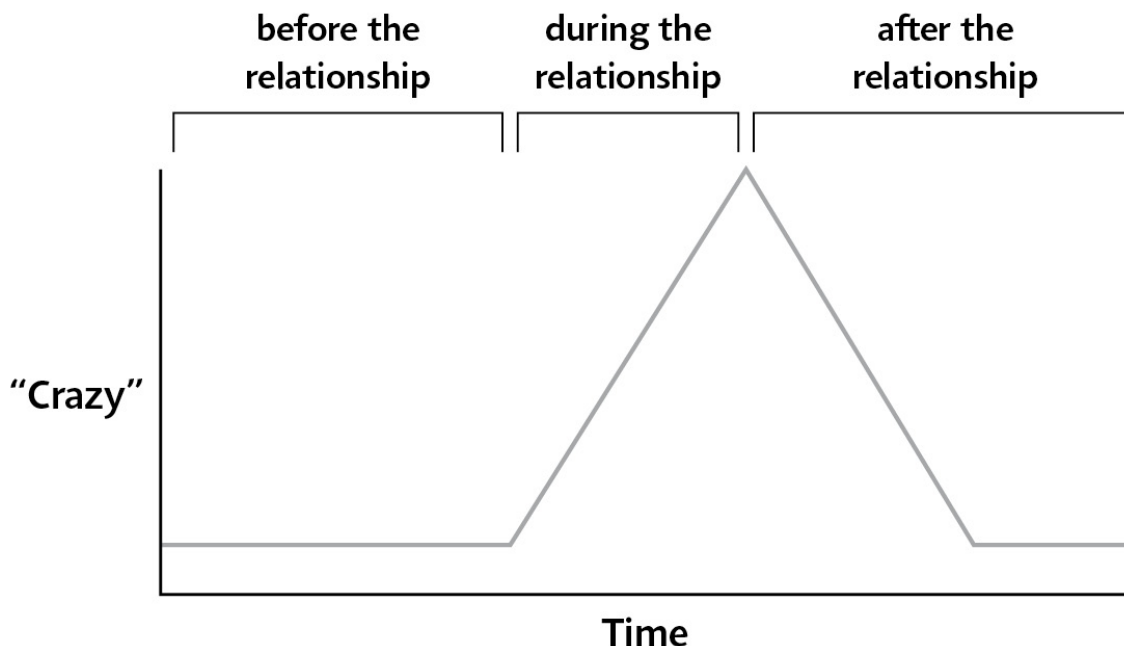 before the
relationship
during the
relationship
after the
relationship
“Crazy”
Time